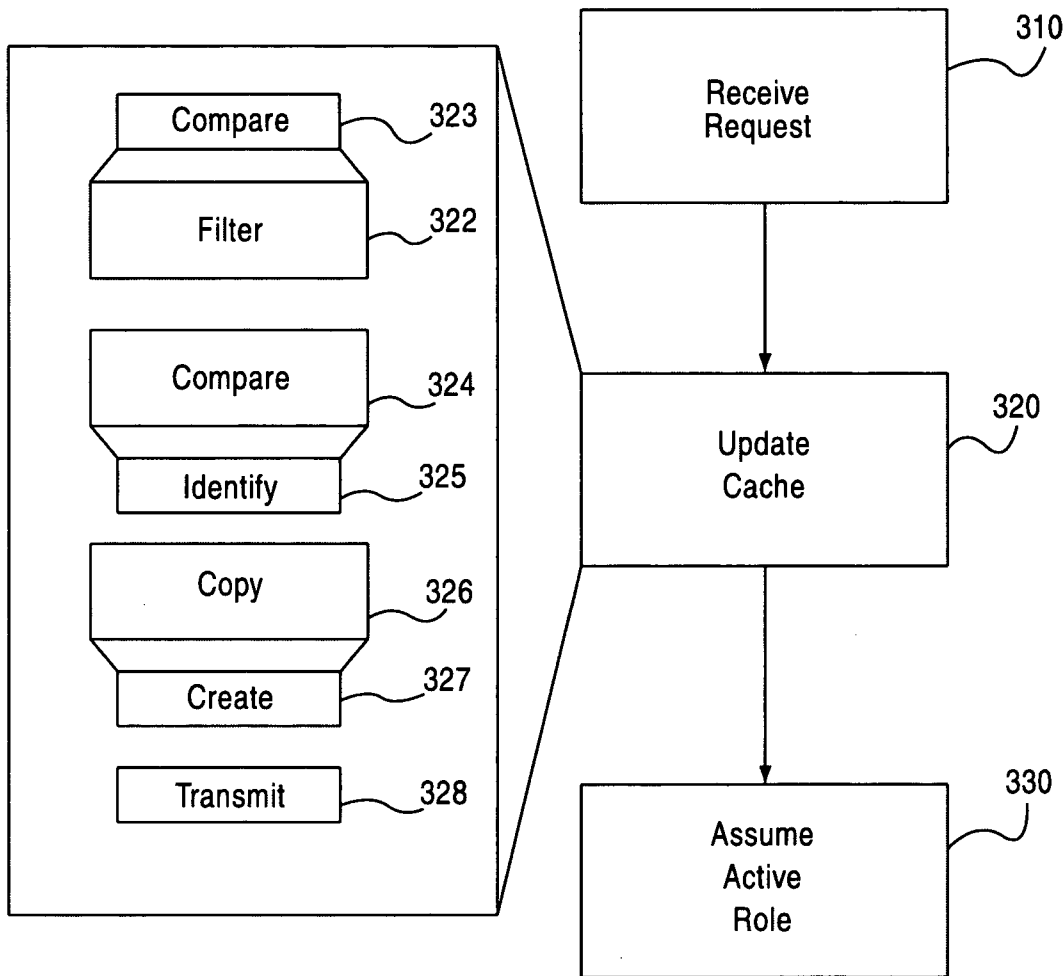 Compare
323
Filter
322
Compare
324
Identify
325
Copy
326
Create
327
Transmit
328
Receive
Request
310
Update
Cache
320
Assume
Active
Role
330